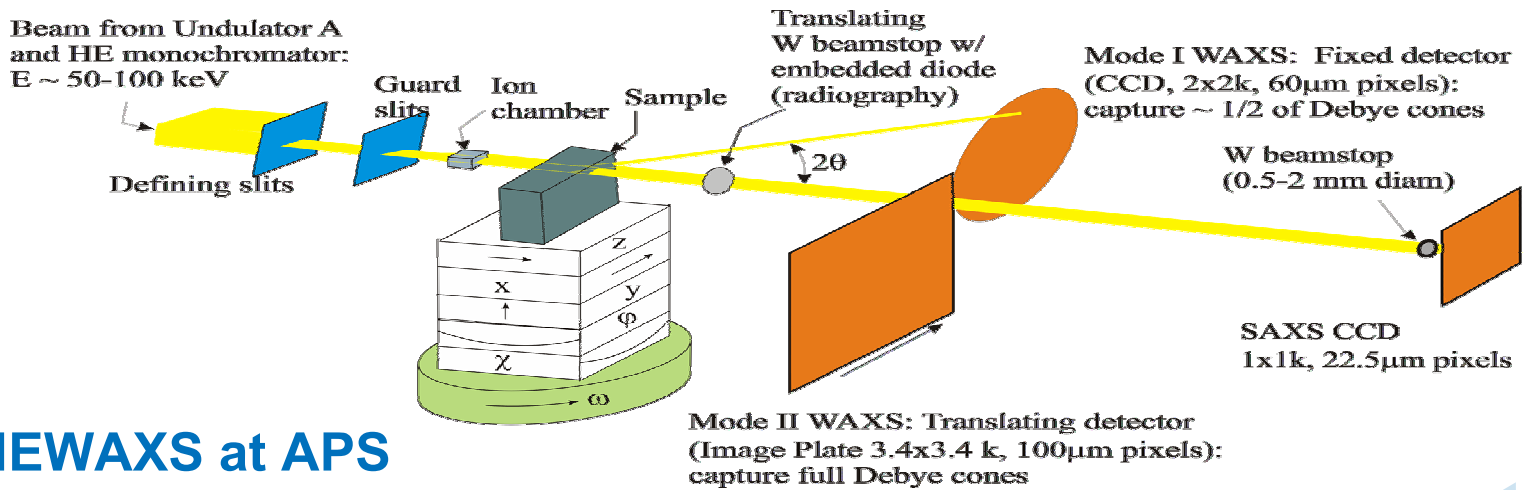 Beam from Undulator A
and HE monochromator:
E ~ 50-100 keV
Defining slits
Guard
slits
Ion
chamber
Sample
Translating
W beamstop w/
embedded diode
(radiography)
2θ
Mode I WAXS: Fixed detector
(CCD, 2x2k, 60μm pixels):
capture ~ 1/2 of Debye cones
W beamstop
(0.5-2 mm diam)
z
x
y
φ
χ
ω
SAXS CCD
1x1k, 22.5μm pixels
Mode II WAXS: Translating detector
(Image Plate 3.4x3.4 k, 100μm pixels):
capture full Debye cones
HEWAXS at APS